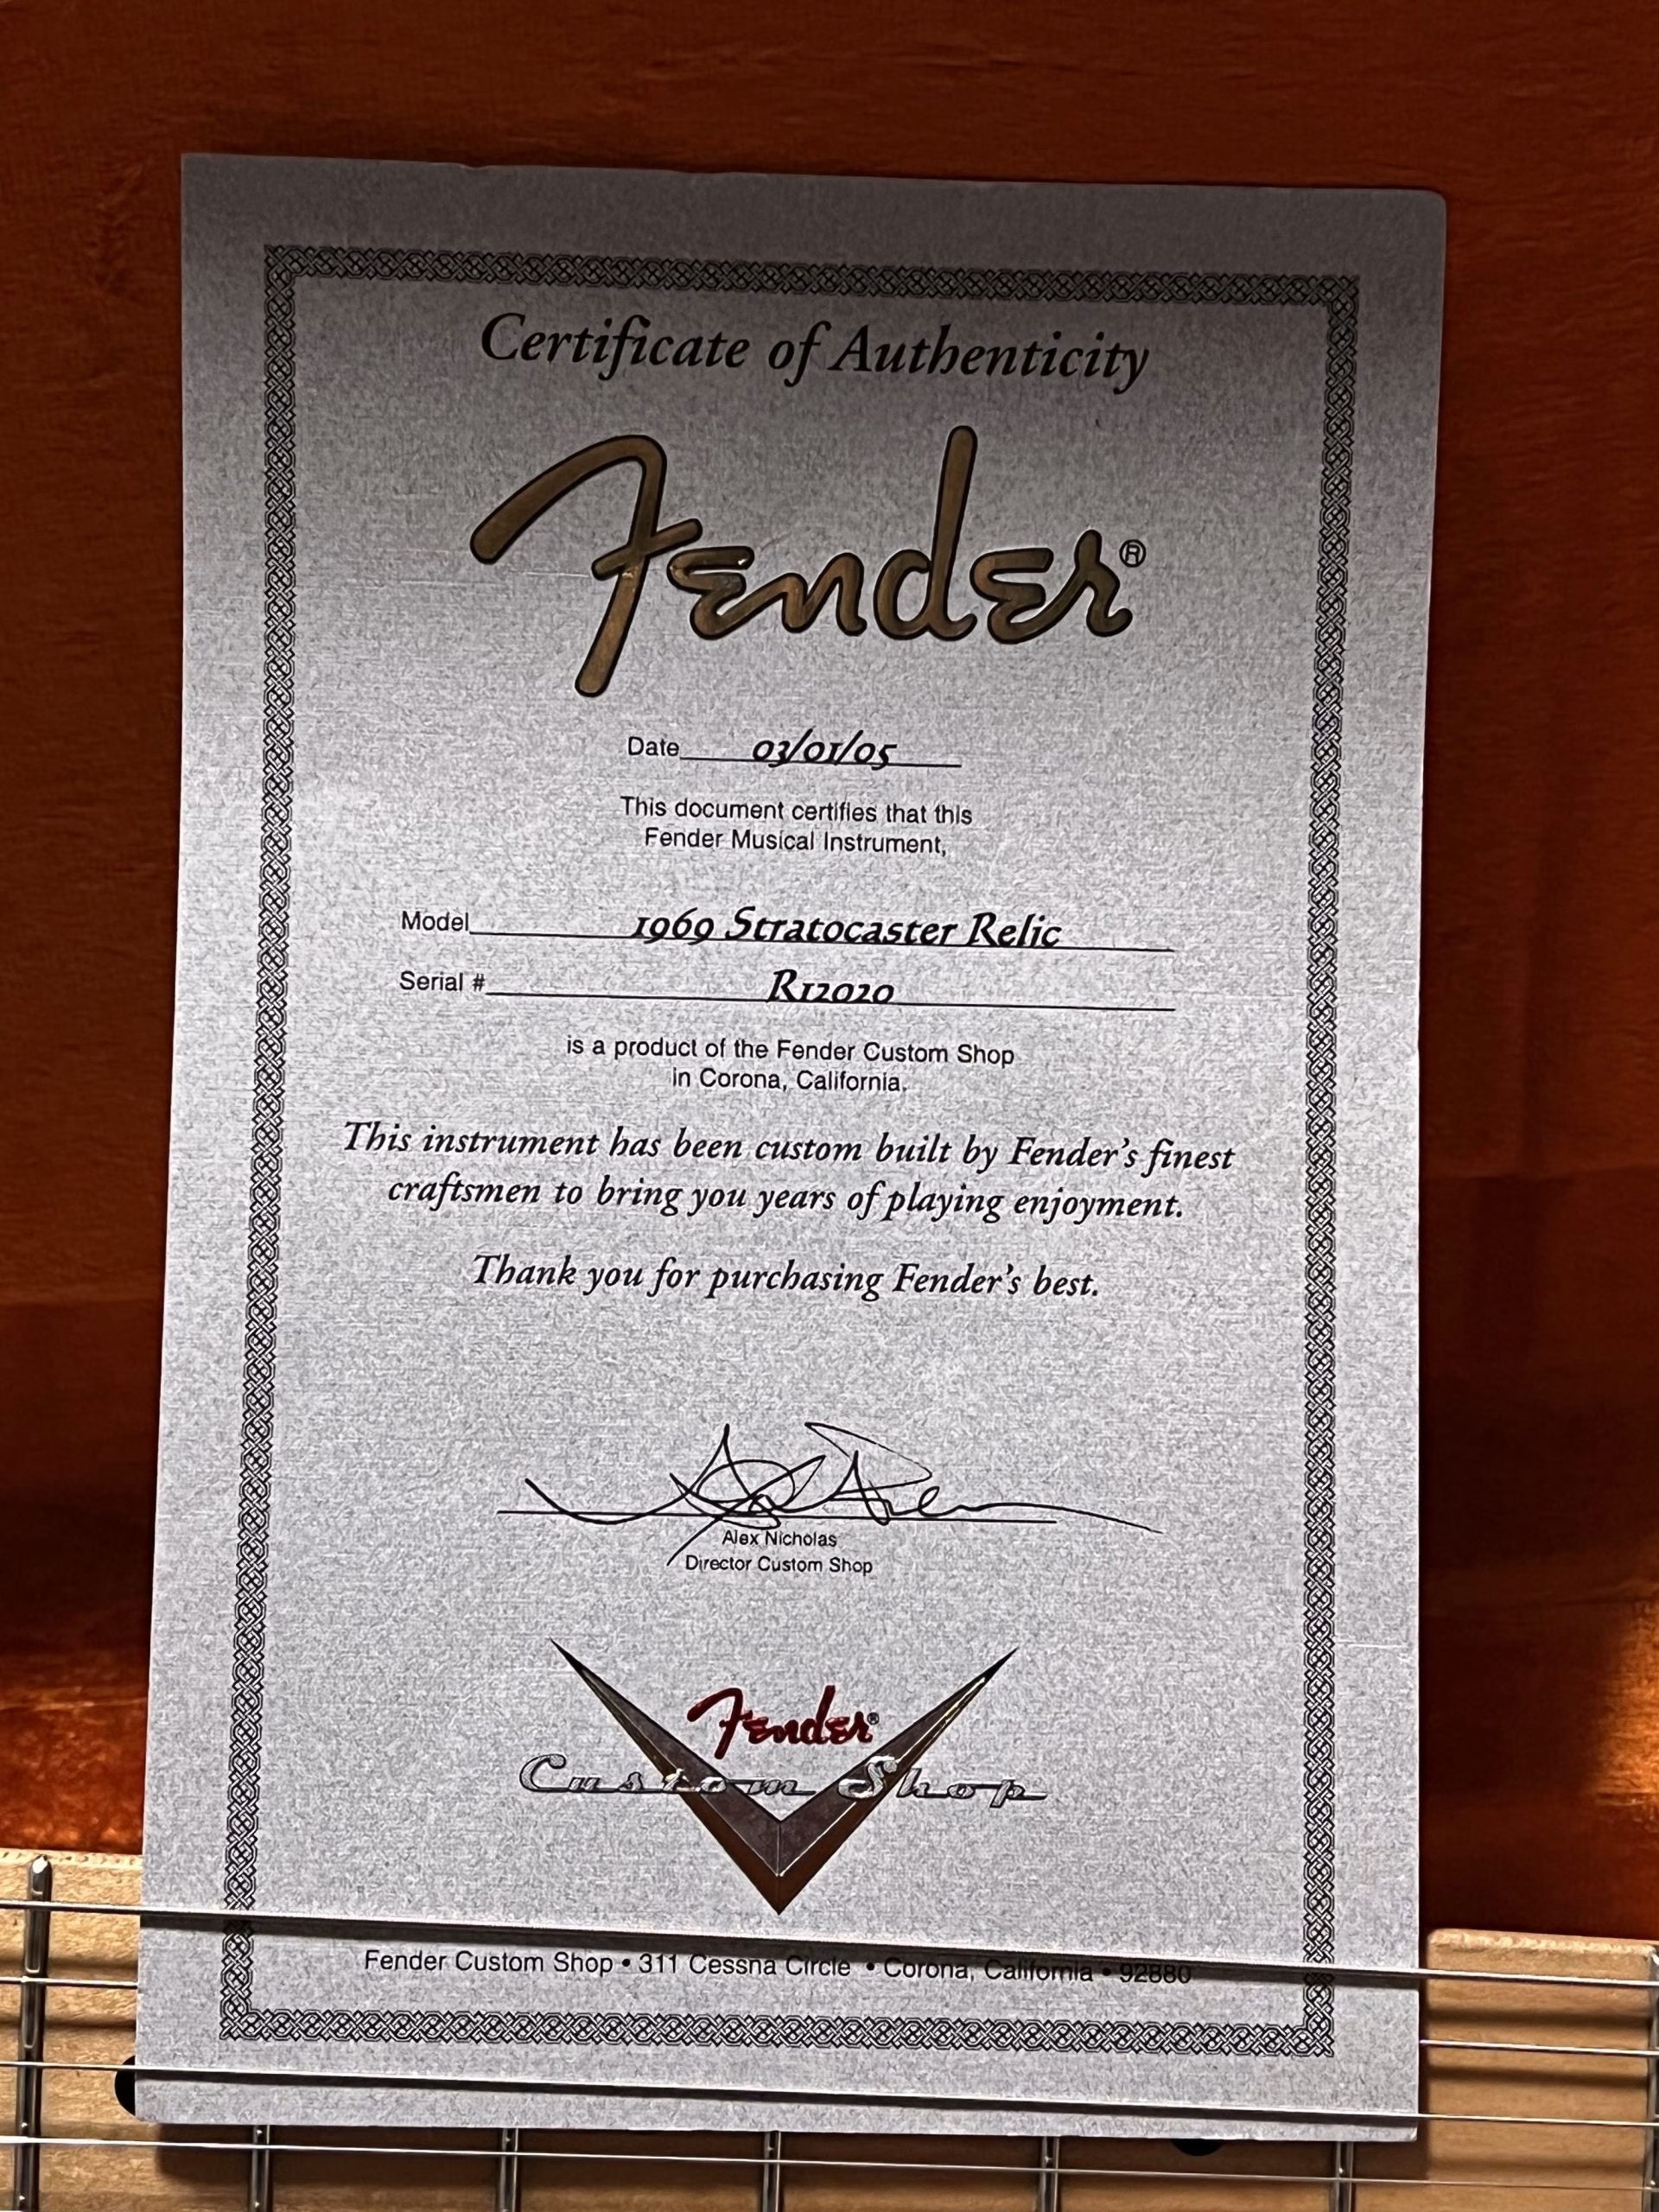 Certificate of Authenticity
Fender®
Date 03/01/05
This document certifies that this
Fender Musical Instrument,
Model 1969 Stratocaster Relic
Serial # R12020
is a product of the Fender Custom Shop
in Corona, California.
This instrument has been custom built by Fender's finest
craftsmen to bring you years of playing enjoyment.
Thank you for purchasing Fender's best.
Alex Nicholas
Director Custom Shop
Fender®
Custom Shop
Fender Custom Shop • 311 Cessna Circle • Corona, California • 92880